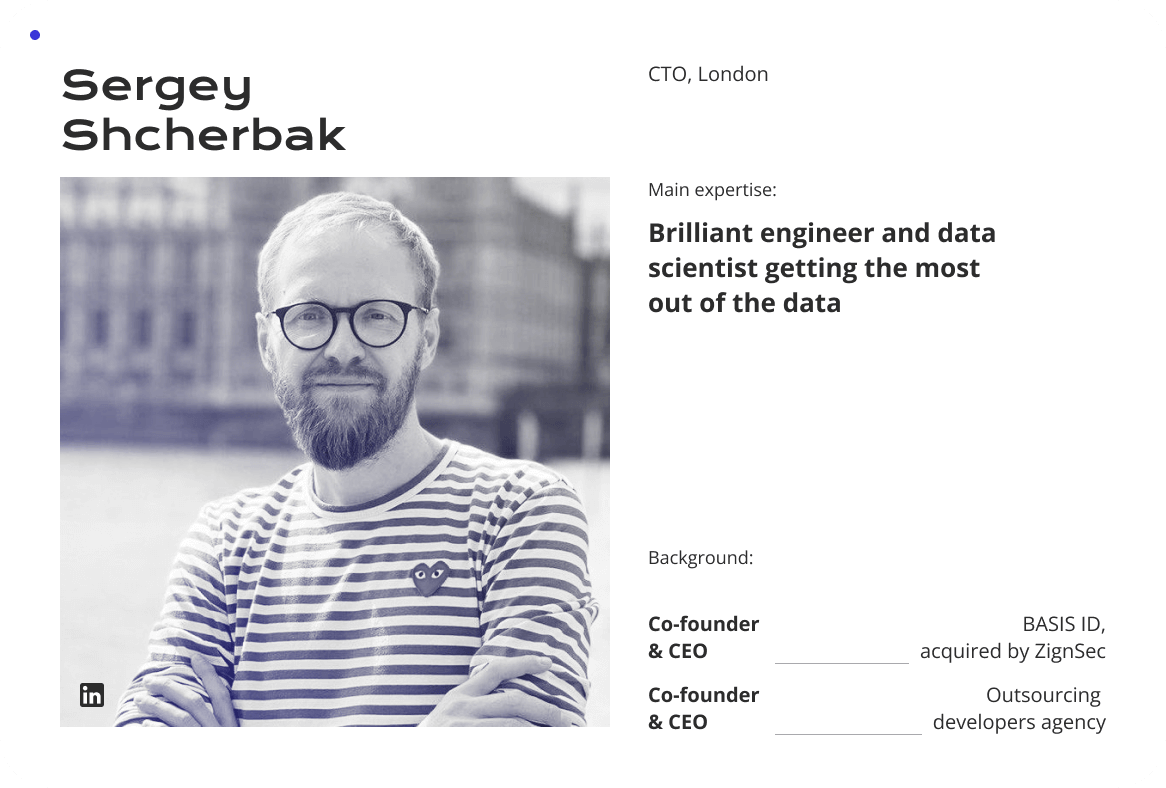 Sergey
Shcherbak
CTO, London
Main expertise:
Brilliant engineer and data
scientist getting the most
out of the data
Background:
Co-founder
& CEO
BASIS ID,
acquired by ZignSec
Co-founder
& CEO
Outsourcing
developers agency
in